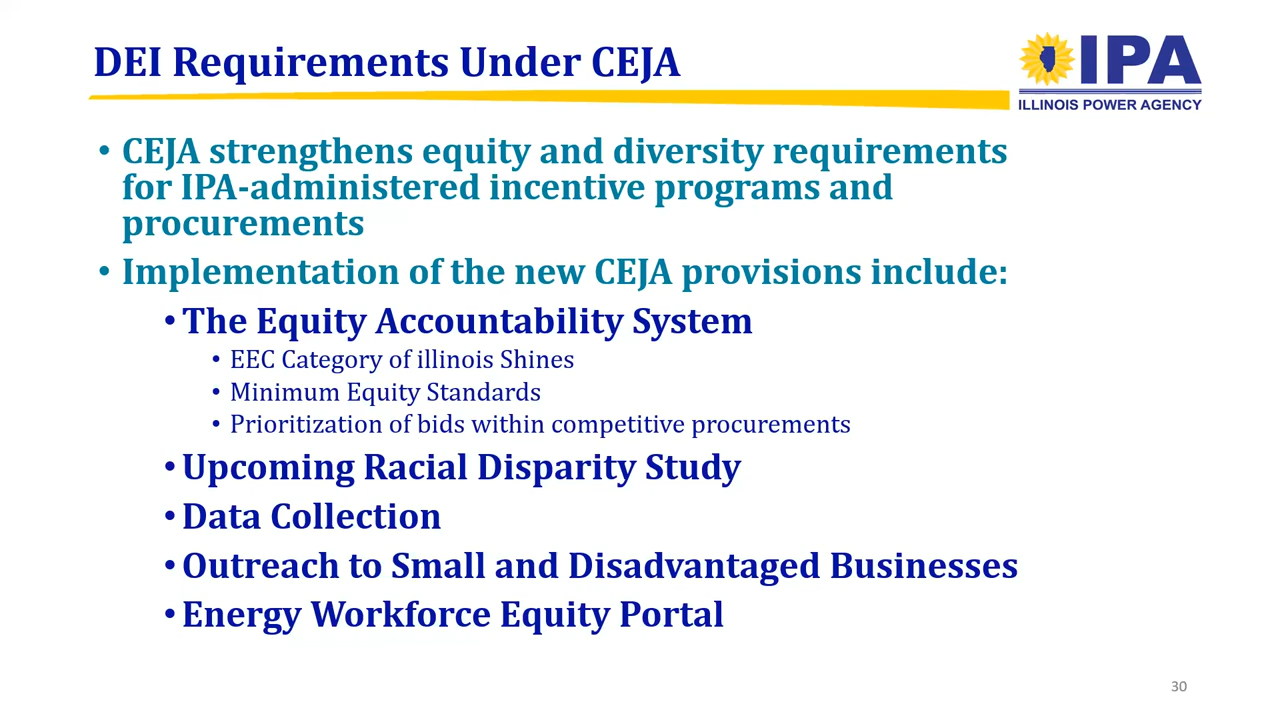 DEI Requirements Under CEJA
IPA
ILLINOIS POWER AGENCY
• CEJA strengthens equity and diversity requirements
for IPA-administered incentive programs and
procurements
• Implementation of the new CEJA provisions include:
• The Equity Accountability System
• EEC Category of illinois Shines
• Minimum Equity Standards
• Prioritization of bids within competitive procurements
• Upcoming Racial Disparity Study
• Data Collection
• Outreach to Small and Disadvantaged Businesses
• Energy Workforce Equity Portal
30